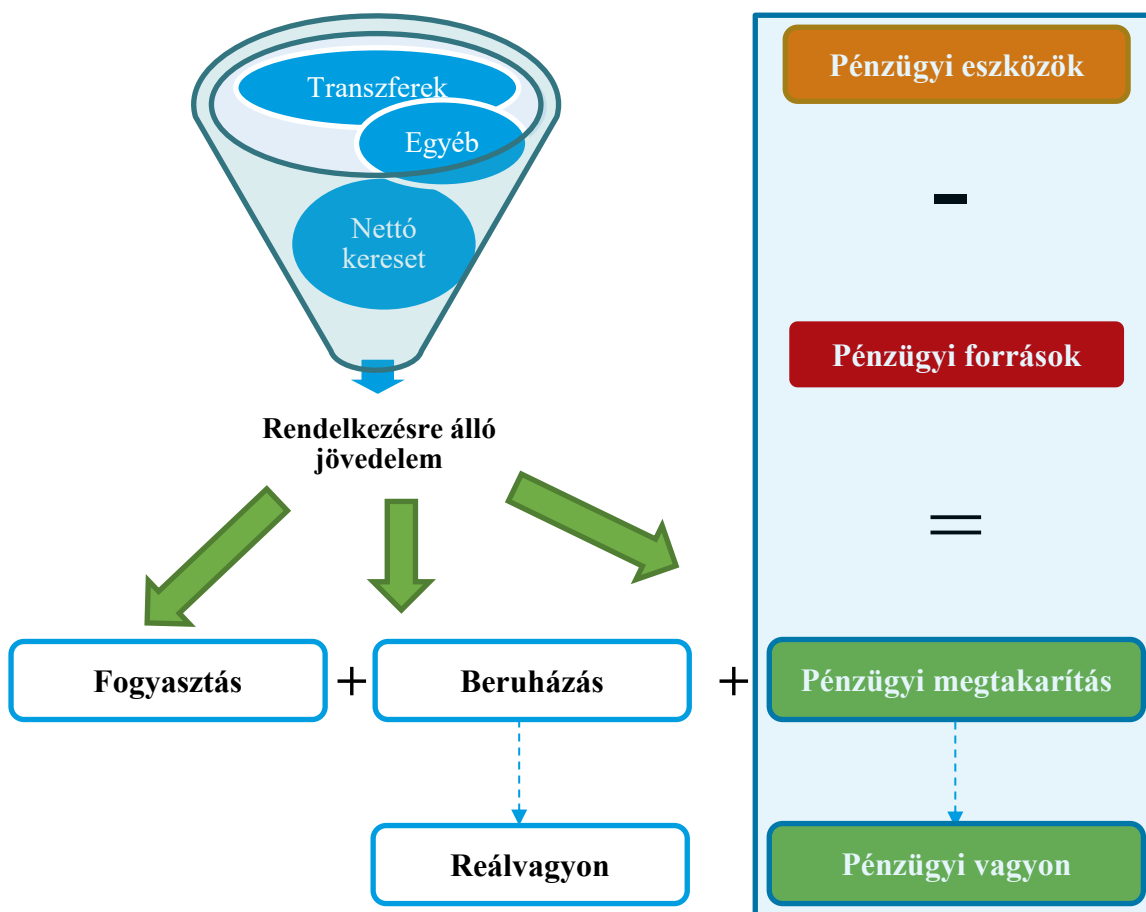 Transzferek
Egyéb
Nettó
kereset
Rendelkezésre álló
jövedelem
Pénzügyi eszközök
-
Pénzügyi források
=
Fogyasztás + Beruházás + Pénzügyi megtakarítás
Reálvagyon
Pénzügyi vagyon